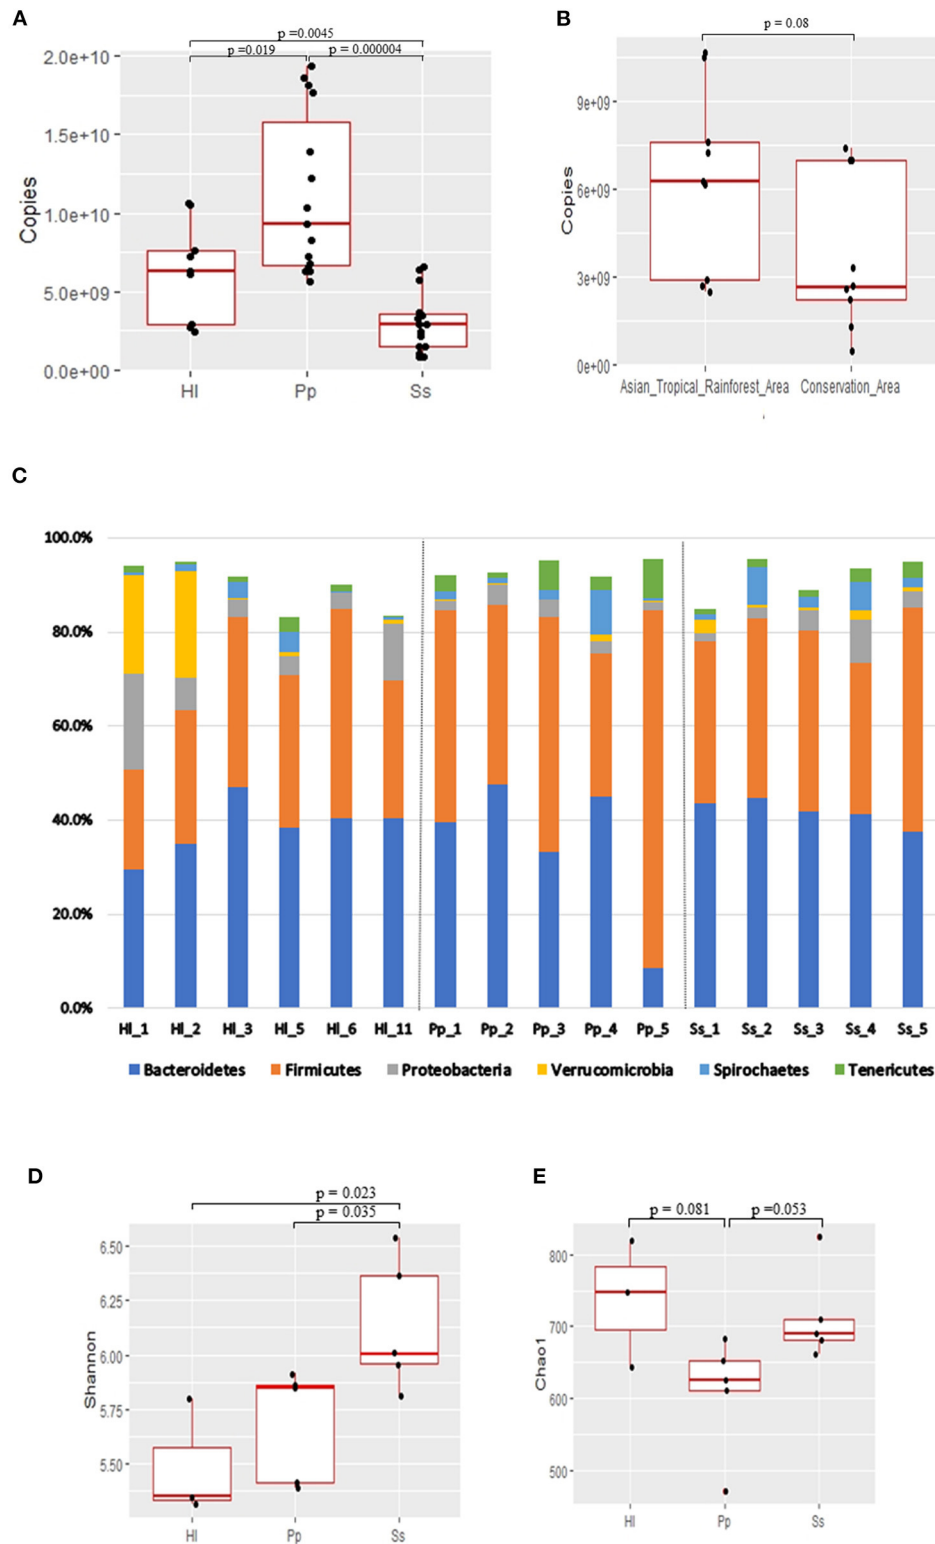 A
B
p =0.0045
p =0.019
p = 0.000004
p = 0.08
2.0e+10
1.5e+10
1.0e+10
5.0e+09
0.0e+00
Copies
Hl
Pp
Ss
9e+09
6e+09
3e+09
0e+00
Copies
Asian_Tropical_Rainforest_Area
Conservation_Area
C
100.0%
80.0%
60.0%
40.0%
20.0%
0.0%
Hl_1 Hl_2 Hl_3 Hl_5 Hl_6 Hl_11 Pp_1 Pp_2 Pp_3 Pp_4 Pp_5 Ss_1 Ss_2 Ss_3 Ss_4 Ss_5
Bacteroidetes Firmicutes Proteobacteria Verrucomicrobia Spirochaetes Tenericutes
D
E
p = 0.023
p = 0.035
6.50
6.25
6.00
5.75
5.50
Shannon
Hl
Pp
Ss
p = 0.081
p =0.053
800
700
600
500
Chao1
Hl
Pp
Ss